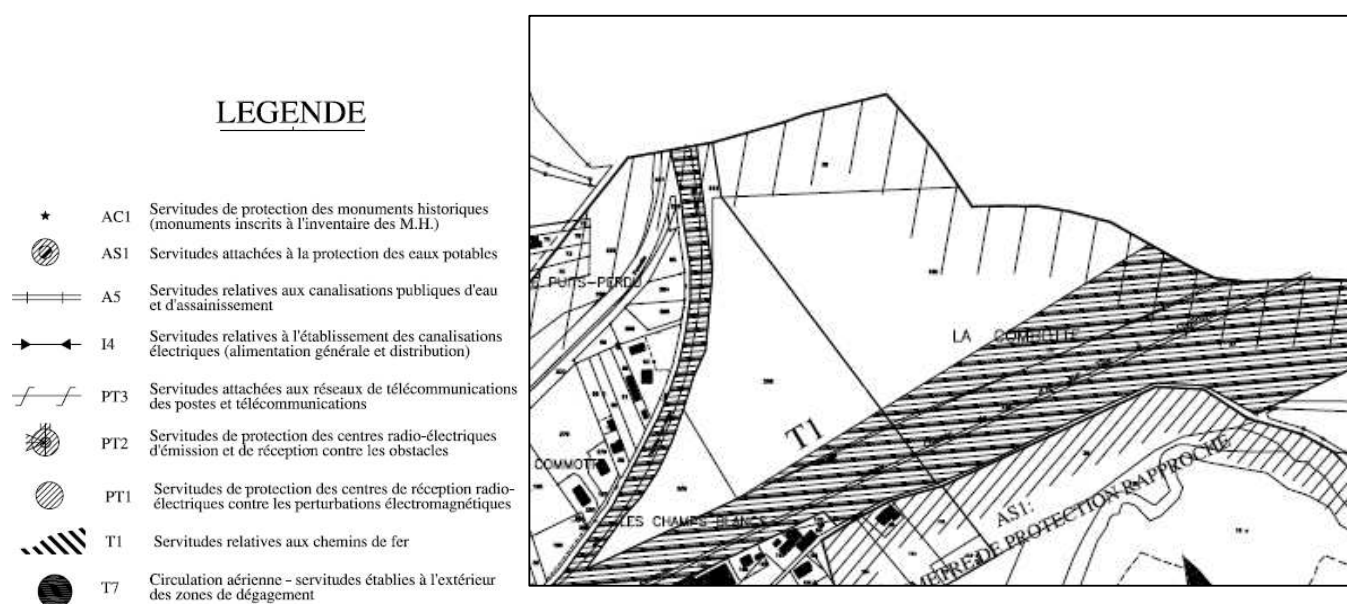 LEGENDE
AC1 Servitudes de protection des monuments historiques
(monuments inscrits à l'inventaire des M.H.)
AS1 Servitudes attachées à la protection des eaux potables
A5 Servitudes relatives aux canalisations publiques d'eau
et d'assainissement
I4 Servitudes relatives à l'établissement des canalisations
électriques (alimentation générale et distribution)
PT3 Servitudes attachées aux réseaux de télécommunications
des postes et télécommunications
PT2 Servitudes de protection des centres radio-électriques
d'émission et de réception contre les obstacles
PT1 Servitudes de protection des centres de réception radio-
électriques contre les perturbations électromagnétiques
T1 Servitudes relatives aux chemins de fer
T7 Circulation aérienne - servitudes établies à l'extérieur
des zones de dégagement
PUITS-PERDU
LA COMBOTTE
T1
LES CHAMPS BLANCS
AS1:
METRE DE PROTECTION RAPPROCHE